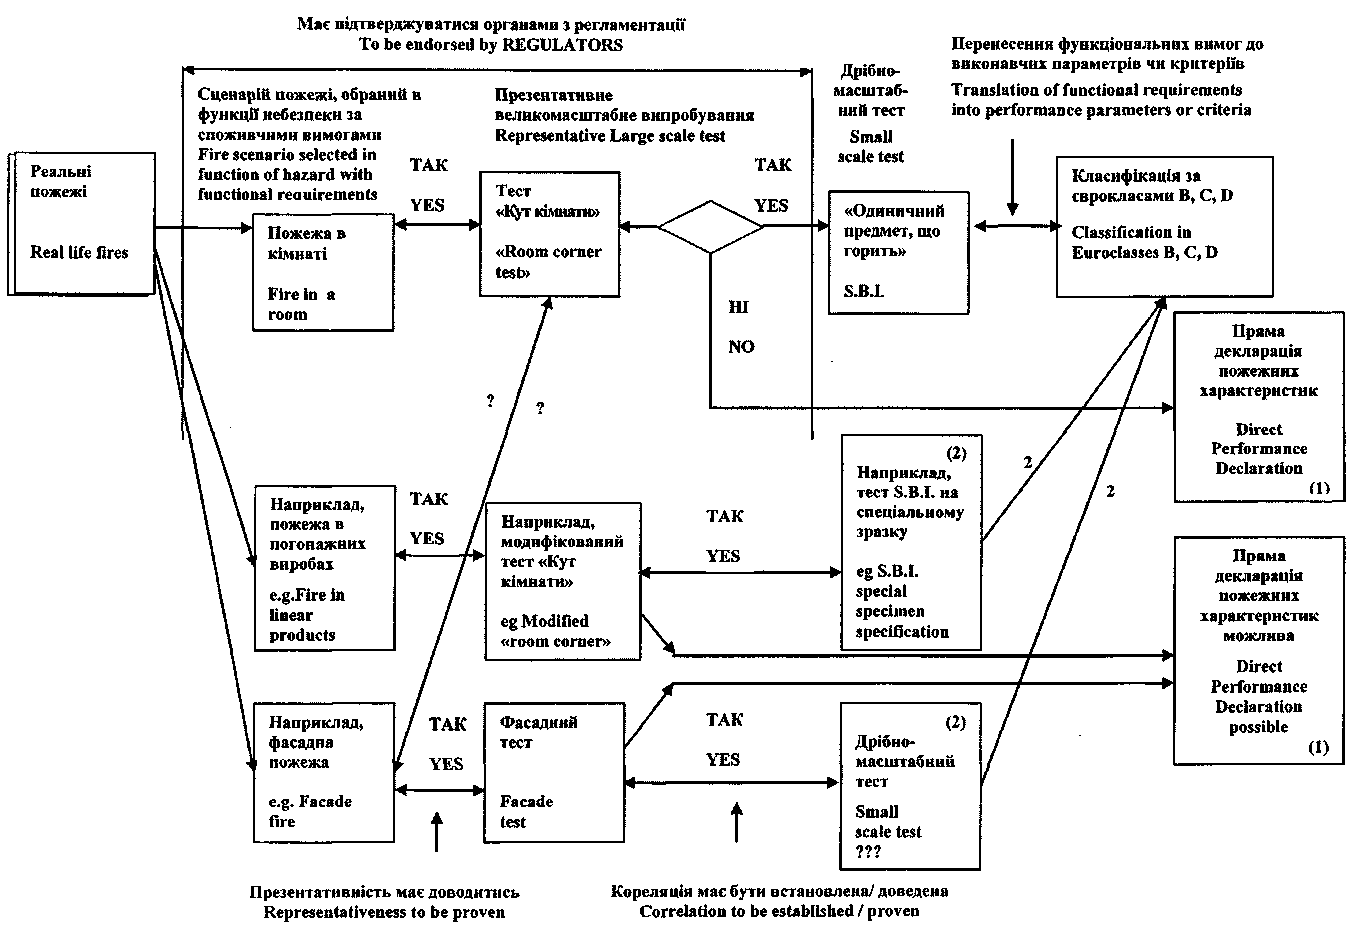 Має підтверджуватися органами з регламентації
To be endorsed by REGULATORS
Перенесення функціональних вимог до
виконавчих параметрів чи критеріїв
Translation of functional requirements
into performance parameters or criteria
Сценарій пожежі, обраний в
функції небезпеки за
споживчими вимогами
Fire scenario selected in
function of hazard with
functional requirements
Презентативне
великомасштабне випробування
Representative Large scale test
Дрібно-
масштаб-
ний тест
Small
scale test
Реальні
пожежі
Real life fires
Пожежа в
кімнаті
Fire in a
room
ТАК
YES
Тест
«Кут кімнати»
«Room corner
test»
ТАК
YES
НІ
NO
«Одиничний
предмет, що
горить»
S.B.I.
Класифікація за
єврокласами B, C, D
Classification in
Euroclasses B, C, D
Пряма
декларація
пожежних
характеристик
Direct
Performance
Declaration
(1)
?
?
2
2
Наприклад,
пожежа в
погонажних
виробах
e.g.Fire in
linear
products
ТАК
YES
Наприклад,
модифікований
тест «Кут
кімнати»
eg Modified
«room corner»
ТАК
YES
(2)
Наприклад,
тест S.B.I. на
спеціальному
зразку
eg S.B.I.
special
specimen
specification
Пряма
декларація
пожежних
характеристик
можлива
Direct
Performance
Declaration
possible
(1)
Наприклад,
фасадна
пожежа
e.g. Facade
fire
ТАК
YES
Фасадний
тест
Facade
test
ТАК
YES
(2)
Дрібно-
масштабний
тест
Small
scale test
???
Презентативність має доводитись
Representativeness to be proven
Кореляція має бути встановлена/ доведена
Correlation to be established / proven